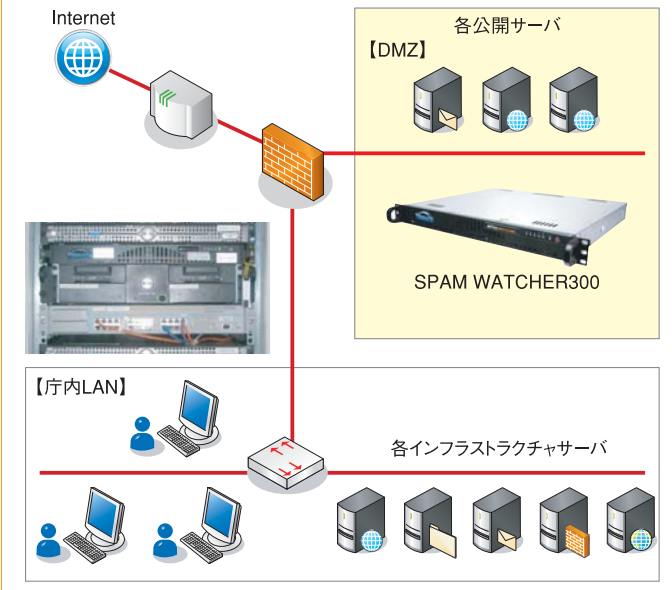 Internet
各公開サーバ
【DMZ】
SPAM WATCHER300
【庁内LAN】
各インフラストラクチャサーバ